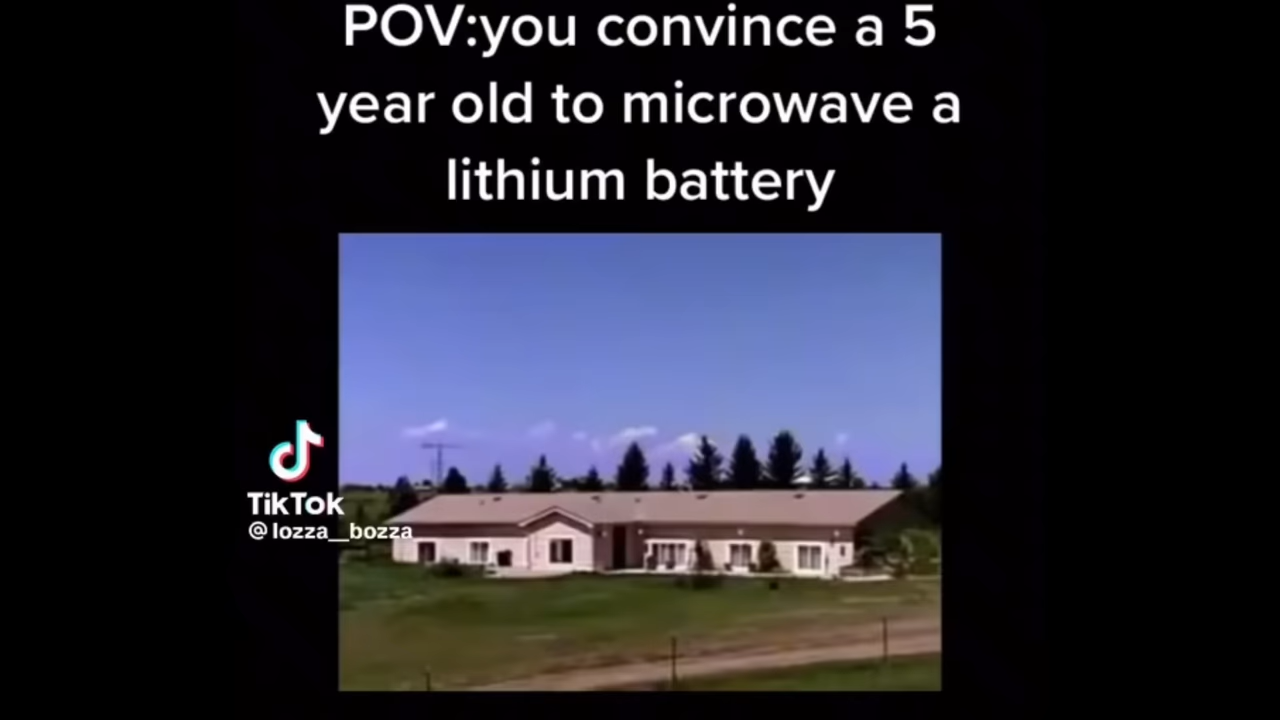 POV:you convince a 5
year old to microwave a
lithium battery
TikTok
@lozza__bozza